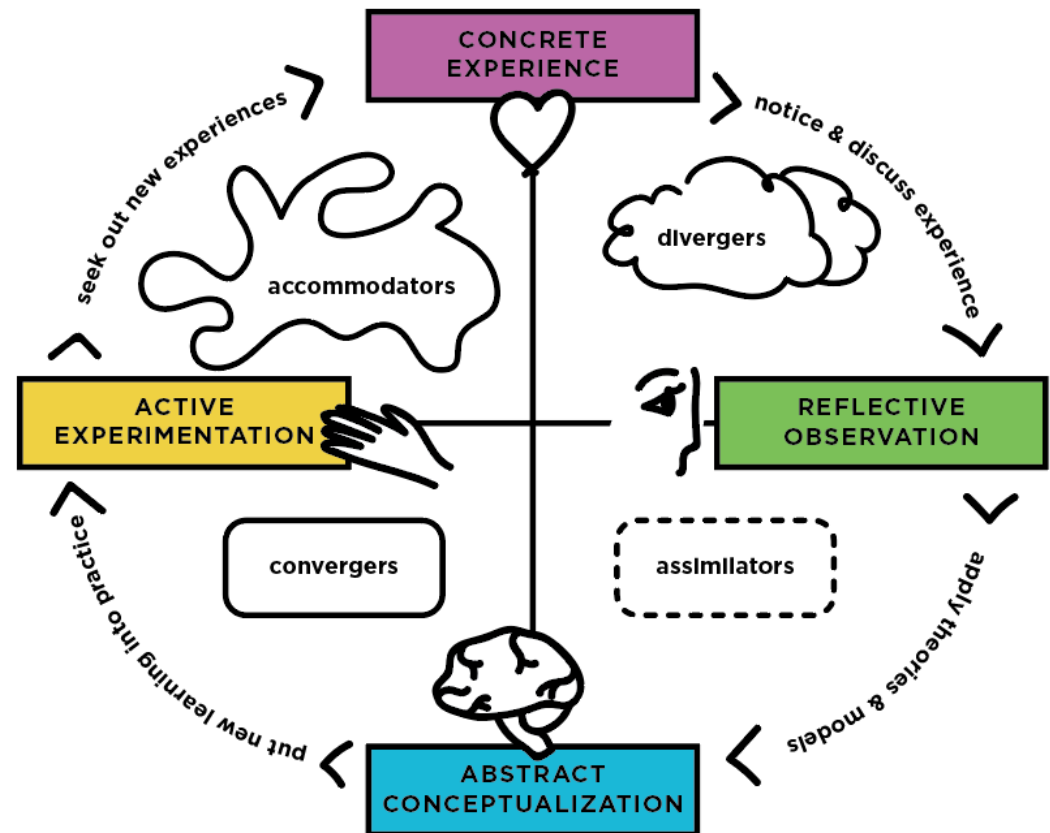 CONCRETE
EXPERIENCE
notice & discuss experience
seek out new experiences
divergers
accommodators
ACTIVE
EXPERIMENTATION
REFLECTIVE
OBSERVATION
convergers
assimilators
apply theories & models
put new learning into practice
ABSTRACT
CONCEPTUALIZATION